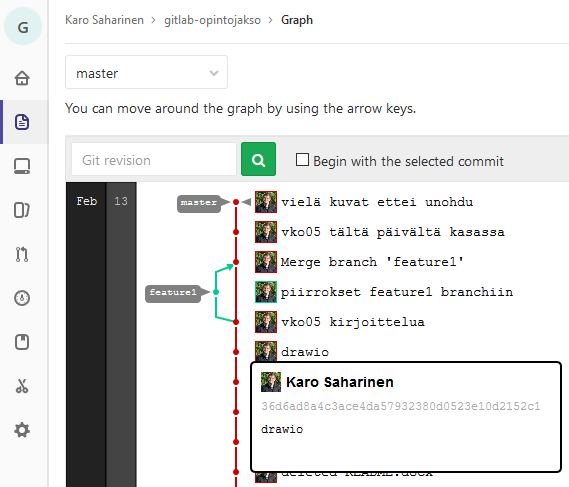 G
Karo Saharinen > gitlab-opintojakso > Graph
master
You can move around the graph by using the arrow keys.
Git revision
Begin with the selected commit
Feb 13 master vielä kuvat ettei unohdu
vko05 tältä päivältä kasassa
Merge branch 'feature1'
feature1 piirrokset feature1 branchiin
vko05 kirjoittelua
drawio
Karo Saharinen
36d6ad8a4c3ace4da57932380d0523e10d2152c1
drawio
deleted README.docx